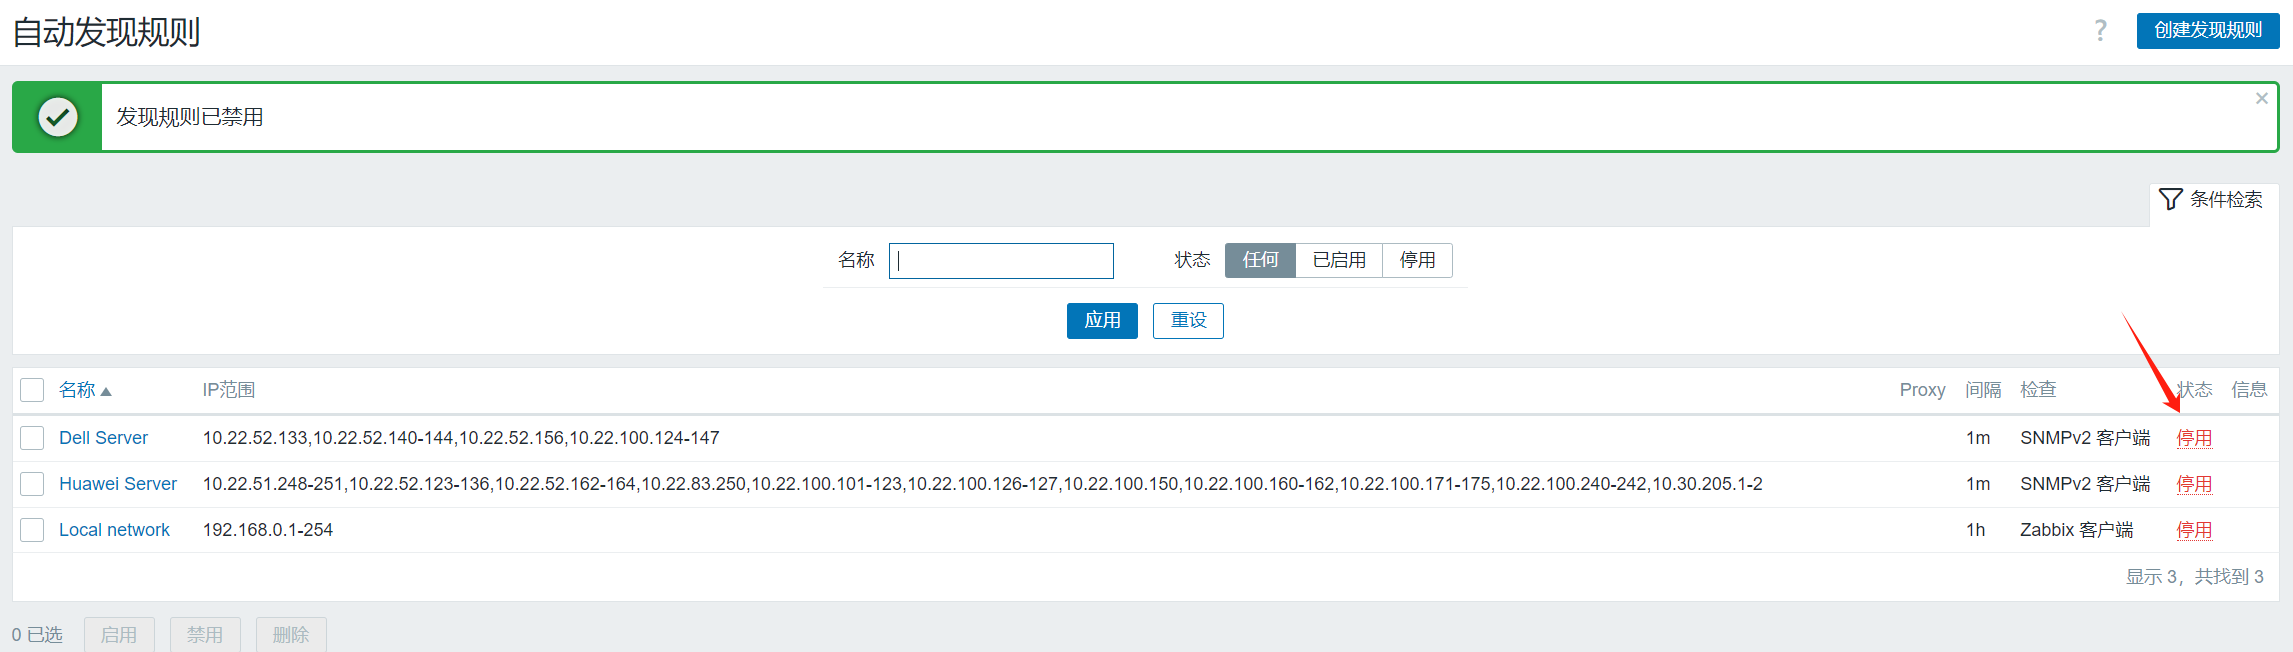 自动发现规则
? 创建发现规则
发现规则已禁用
条件检索
名称 状态 任何 已启用 停用
应用 重设
名称 IP范围 Proxy 间隔 检查 状态 信息
Dell Server 10.22.52.133,10.22.52.140-144,10.22.52.156,10.22.100.124-147 1m SNMPv2 客户端 停用
Huawei Server 10.22.51.248-251,10.22.52.123-136,10.22.52.162-164,10.22.83.250,10.22.100.101-123,10.22.100.126-127,10.22.100.150,10.22.100.160-162,10.22.100.171-175,10.22.100.240-242,10.30.205.1-2 1m SNMPv2 客户端 停用
Local network 192.168.0.1-254 1h Zabbix 客户端 停用
显示 3，共找到 3
0 已选 启用 禁用 删除